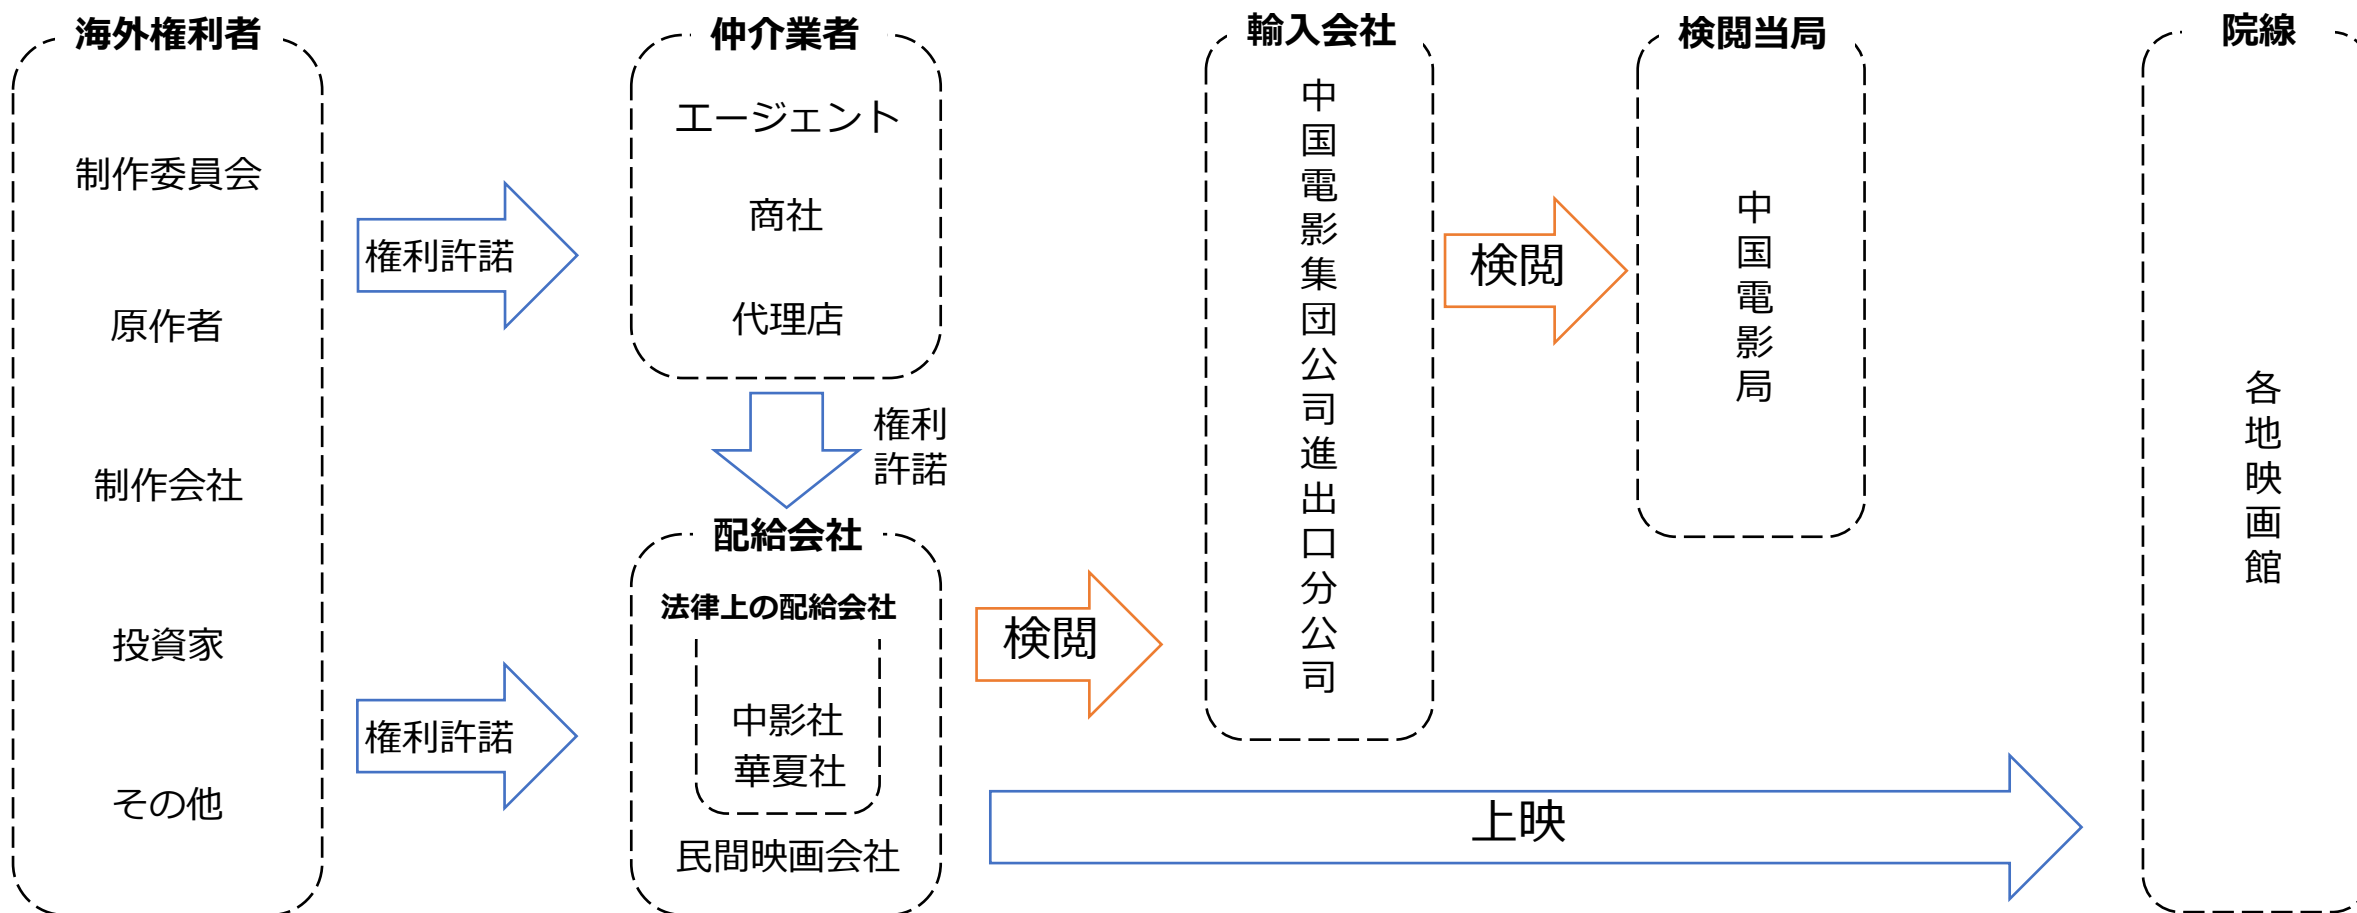 海外権利者
制作委員会
原作者
制作会社
投資家
その他
権利許諾
権利許諾
仲介業者
エージェント
商社
代理店
権利
許諾
配給会社
法律上の配給会社
中影社
華夏社
民間映画会社
検閲
輸入会社
中国電影集団公司進出口分公司
検閲
検閲当局
中国電影局
上映
院線
各地映画館